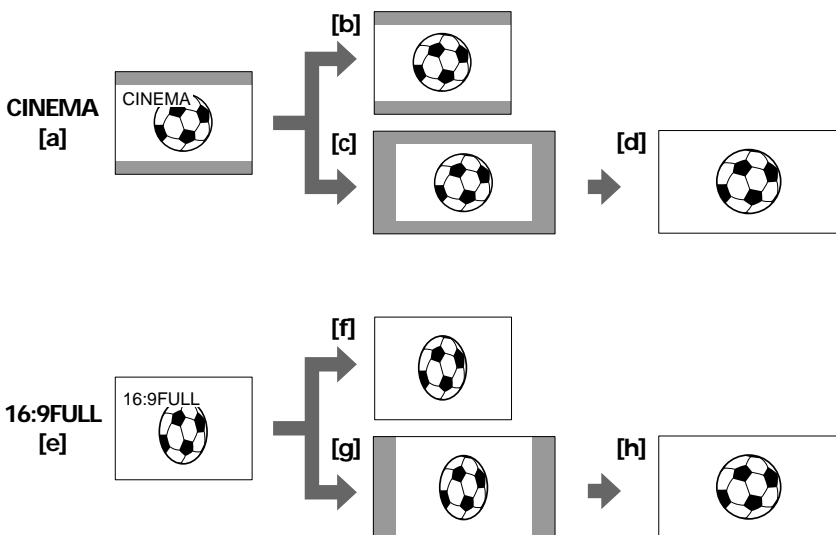 [b]
CINEMA
CINEMA
[a]
[c]
[d]
[f]
16:9FULL
16:9FULL
[e]
[g]
[h]